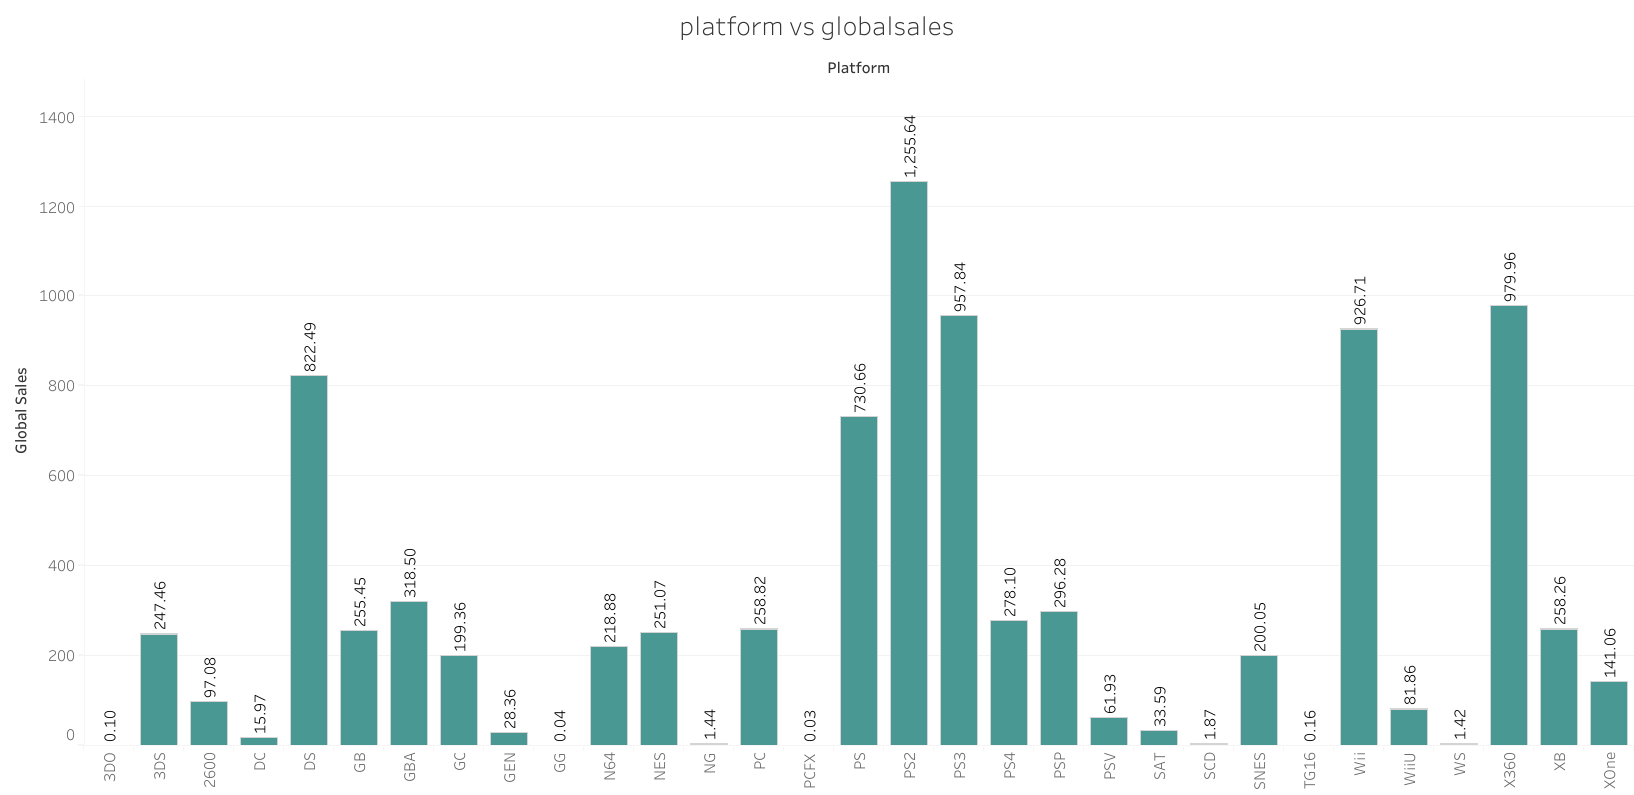 platform vs globalsales
Platform
Global Sales
1400
1200
1000
800
600
400
200
0
0.10
247.46
97.08
15.97
822.49
255.45
318.50
199.36
28.36
0.04
218.88
251.07
1.44
258.82
0.03
730.66
1,255.64
957.84
278.10
296.28
61.93
33.59
1.87
200.05
0.16
926.71
81.86
1.42
979.96
258.26
141.06
3DO
3DS
2600
DC
DS
GB
GBA
GC
GEN
GG
N64
NES
NG
PC
PCFX
PS
PS2
PS3
PS4
PSP
PSV
SAT
SCD
SNES
TG16
Wii
WiiU
WS
X360
XB
XOne